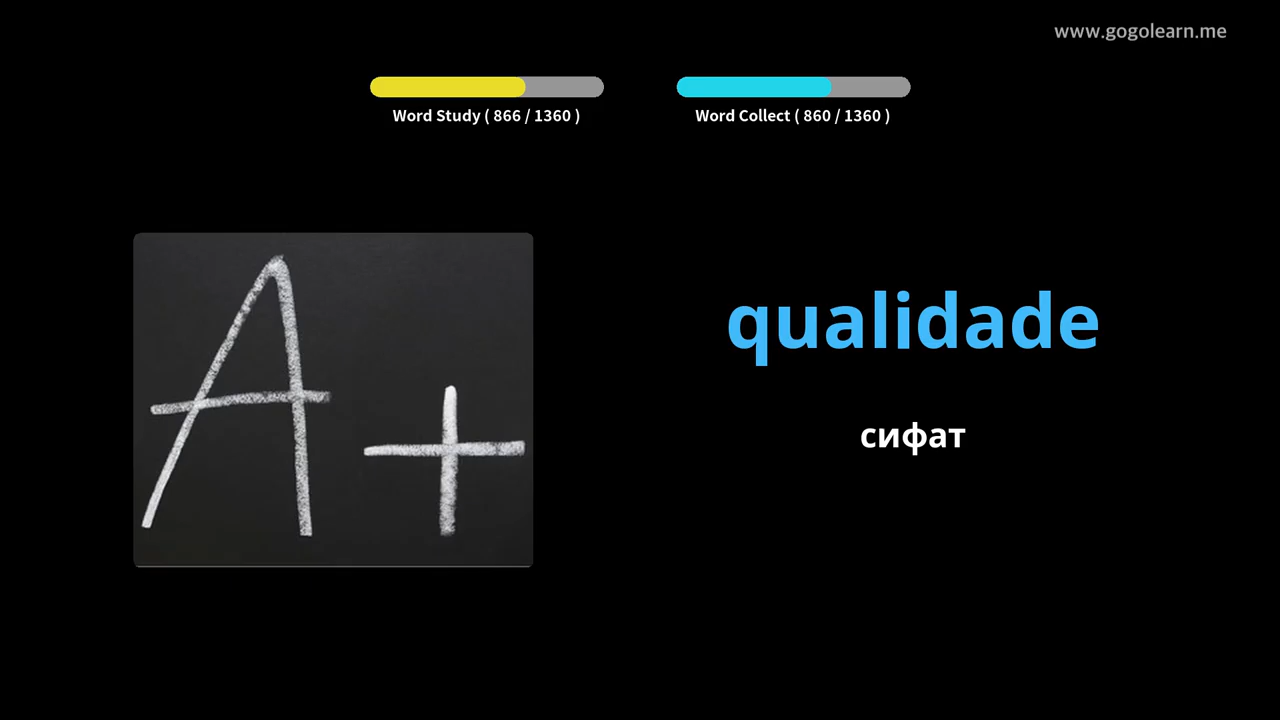 www.gogolearn.me
Word Study ( 866 / 1360 )
Word Collect ( 860 / 1360 )
A+
qualidade
сифат